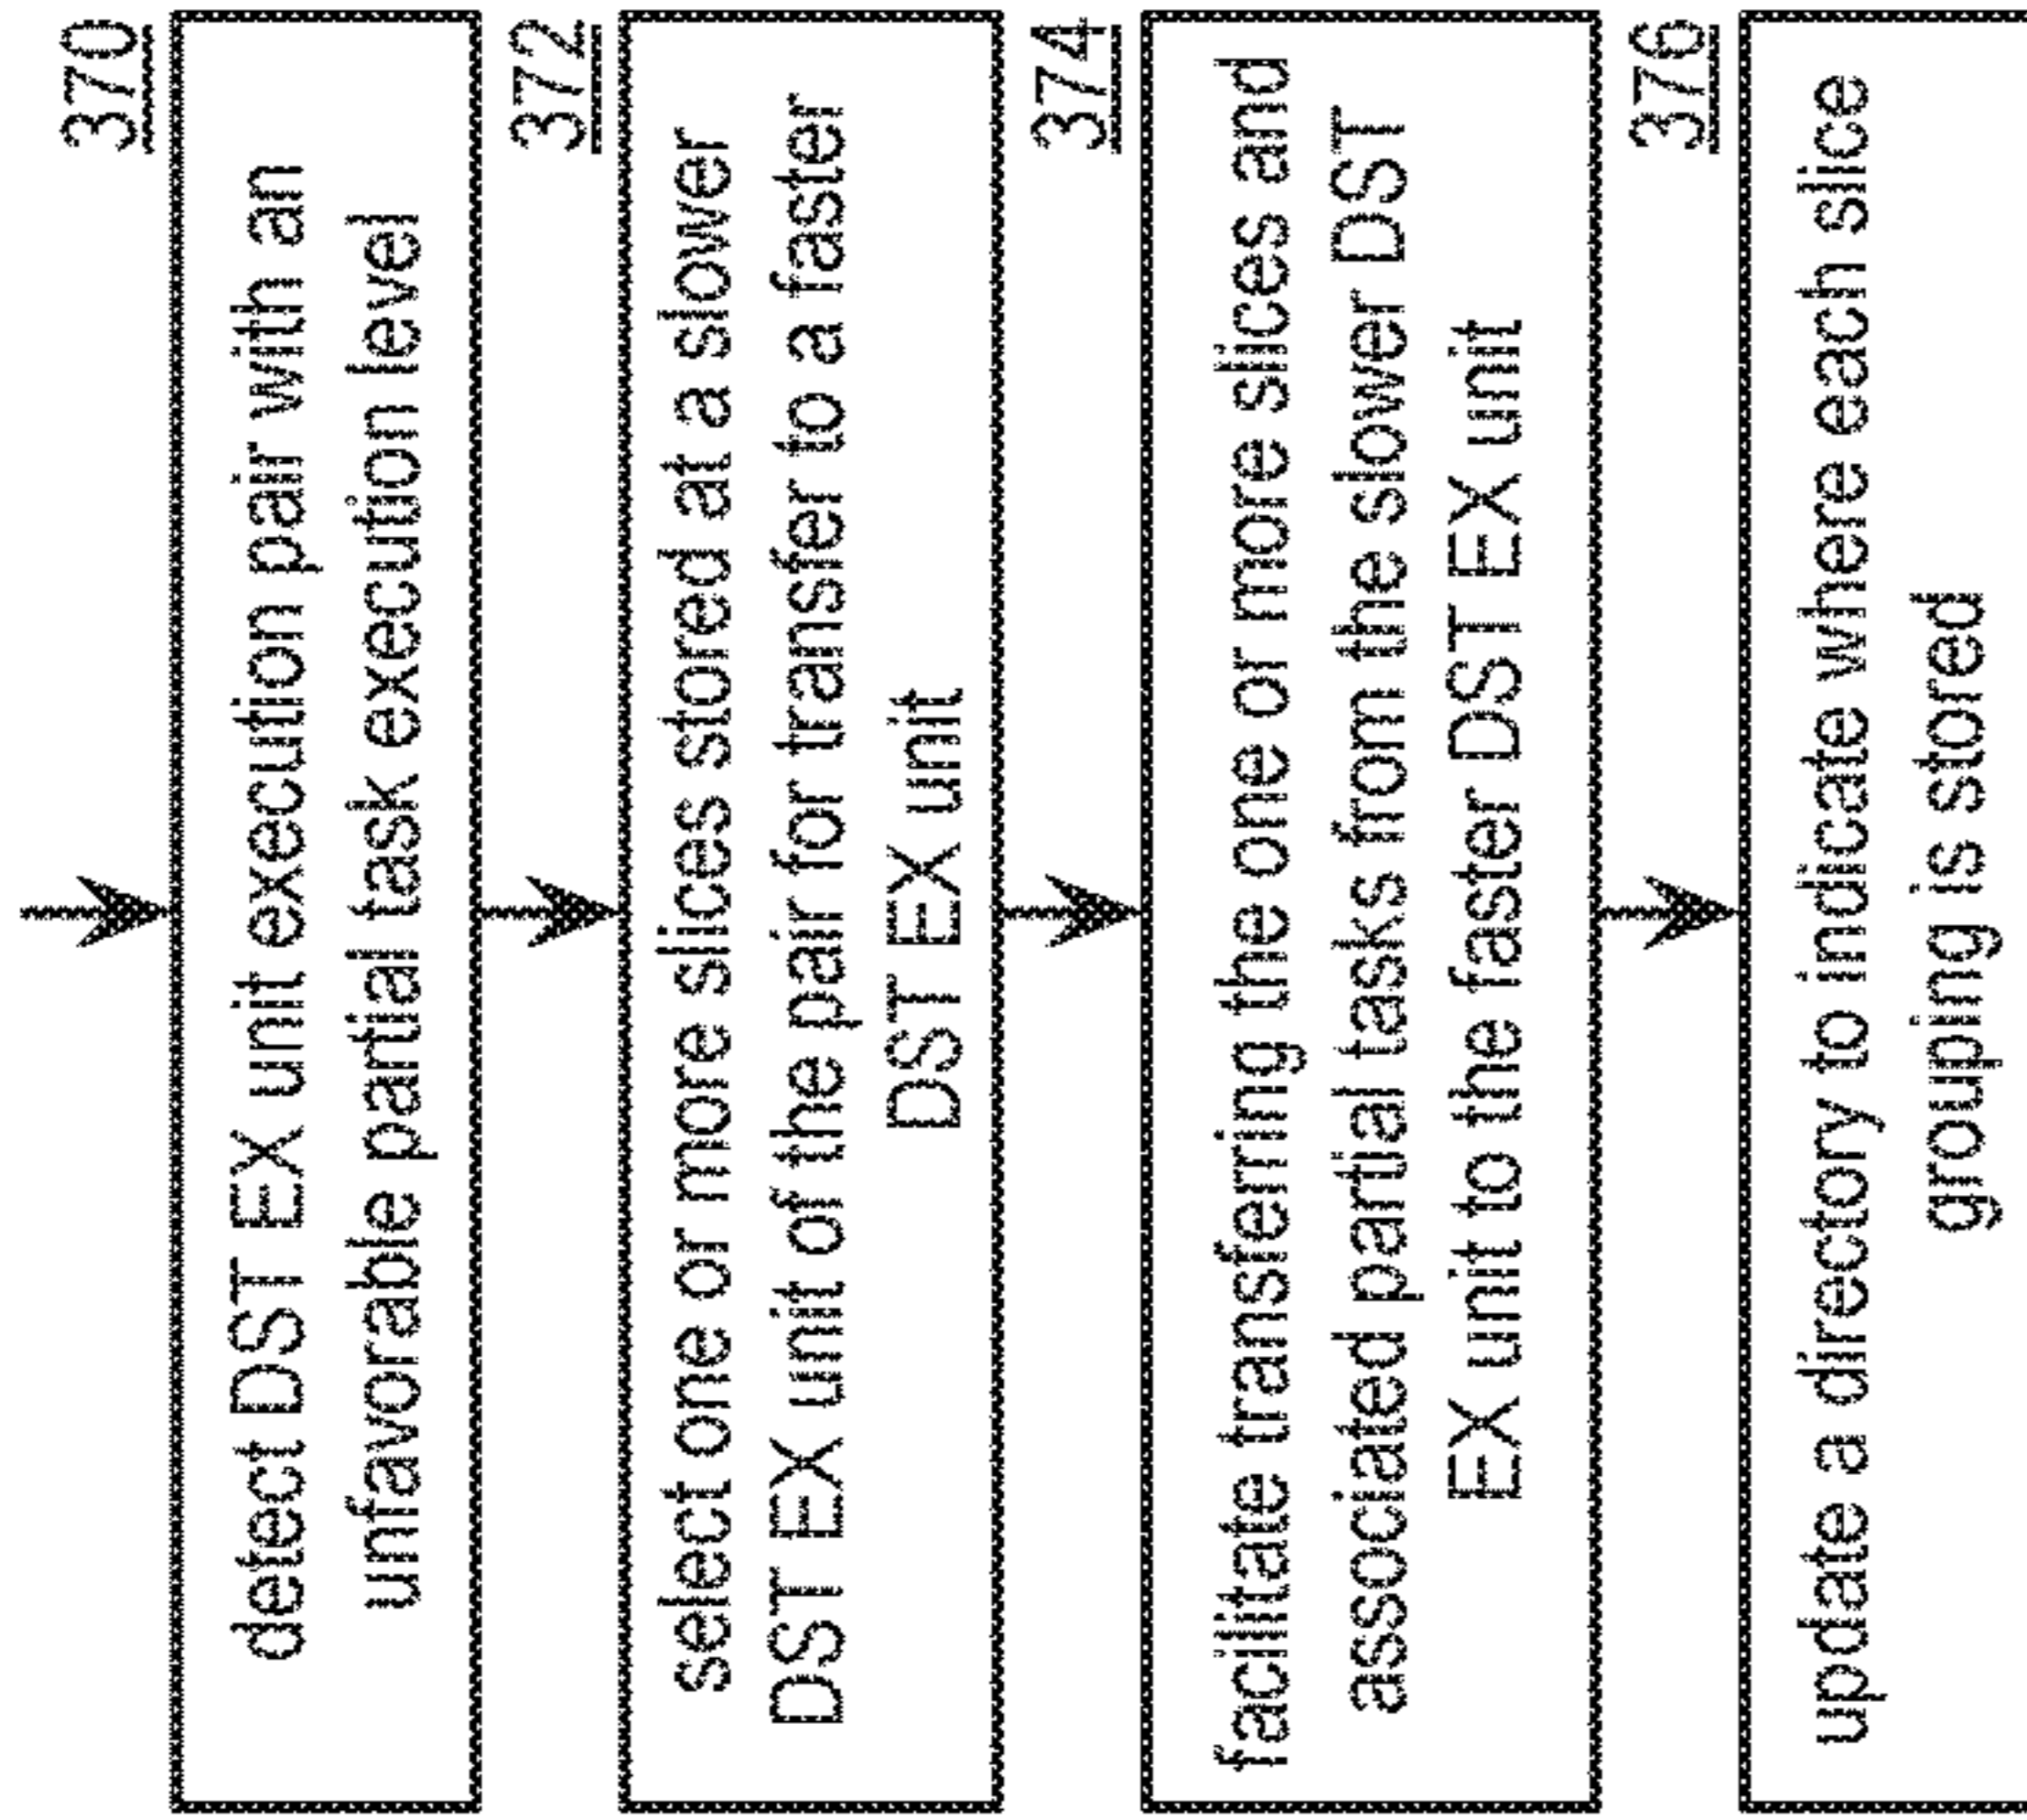 370
detect DST EX unit execution pair with an
unfavorable partial task execution level
372
select one or more slices stored at a slower
DST EX unit of the pair for transfer to a faster
DST EX unit
374
facilitate transferring the one or more slices and
associated partial tasks from the slower DST
EX unit to the faster DST EX unit
376
update a directory to indicate where each slice
grouping is stored